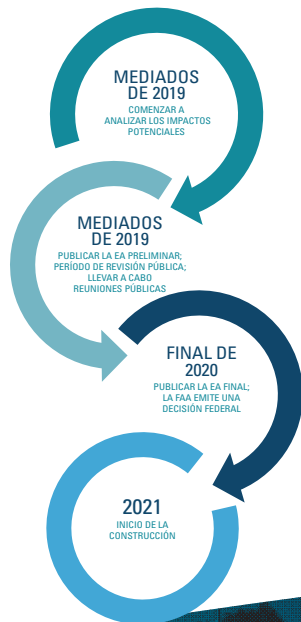 MEDIADOS
DE 2019
COMENZAR A
ANALIZAR LOS IMPACTOS
POTENCIALES
MEDIADOS
DE 2019
PUBLICAR LA EA PRELIMINAR;
PERÍODO DE REVISIÓN PÚBLICA;
LLEVAR A CABO
REUNIONES PÚBLICAS
FINAL DE
2020
PUBLICAR LA EA FINAL;
LA FAA EMITE UNA
DECISIÓN FEDERAL
2021
INICIO DE LA
CONSTRUCCIÓN